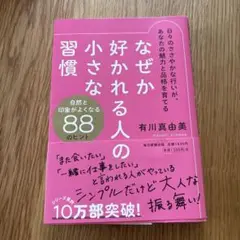 日々のささやかな行いが、
あなたの魅力と品格を育てる
なぜか
好かれる人の
小さな
習慣
自然と
印象がよくなる
88
のヒント
有川真由美
「また会いたい」
「一緒に仕事をしたい」
と言われる人がやっている
シンプルだけど大人な
振る舞い!
10万部突破!